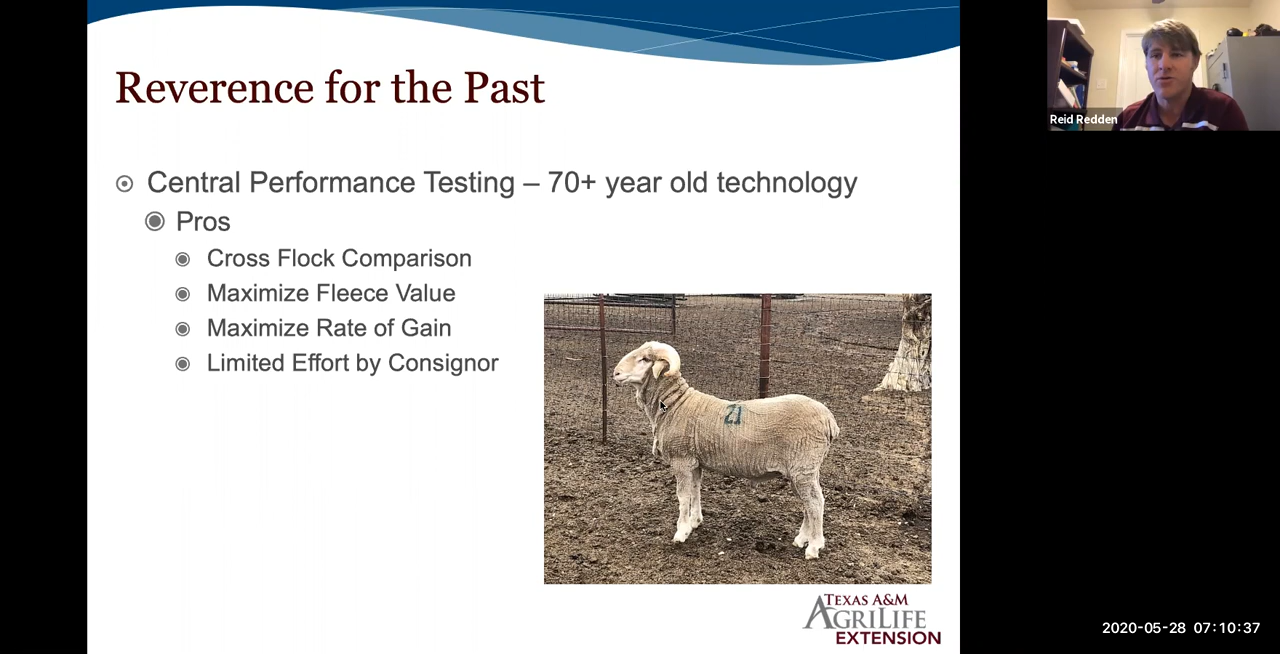 Reverence for the Past
Central Performance Testing – 70+ year old technology
Pros
Cross Flock Comparison
Maximize Fleece Value
Maximize Rate of Gain
Limited Effort by Consignor
21
TEXAS A&M
AGRILIFE
EXTENSION
Reid Redden
2020-05-28 07:10:37